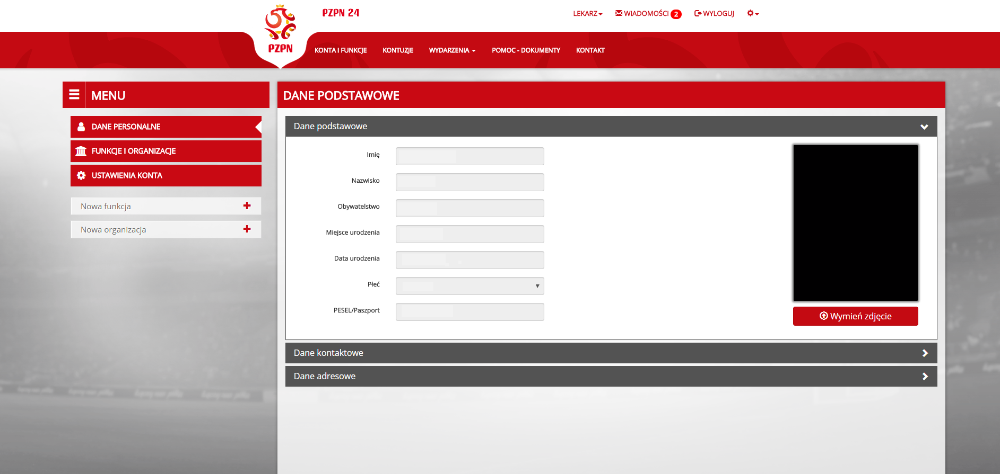 PZPN 24
LEKARZ
WIADOMOŚCI 2
WYLOGUJ
PZPN
KONTA I FUNKCJE
KONTUZJE
WYDARZENIA
POMOC - DOKUMENTY
KONTAKT
MENU
DANE PERSONALNE
FUNKCJE I ORGANIZACJE
USTAWIENIA KONTA
Nowa funkcja
Nowa organizacja
DANE PODSTAWOWE
Dane podstawowe
Imię
Nazwisko
Obywatelstwo
Miejsce urodzenia
Data urodzenia
Płeć
PESEL/Paszport
Wymień zdjęcie
Dane kontaktowe
Dane adresowe